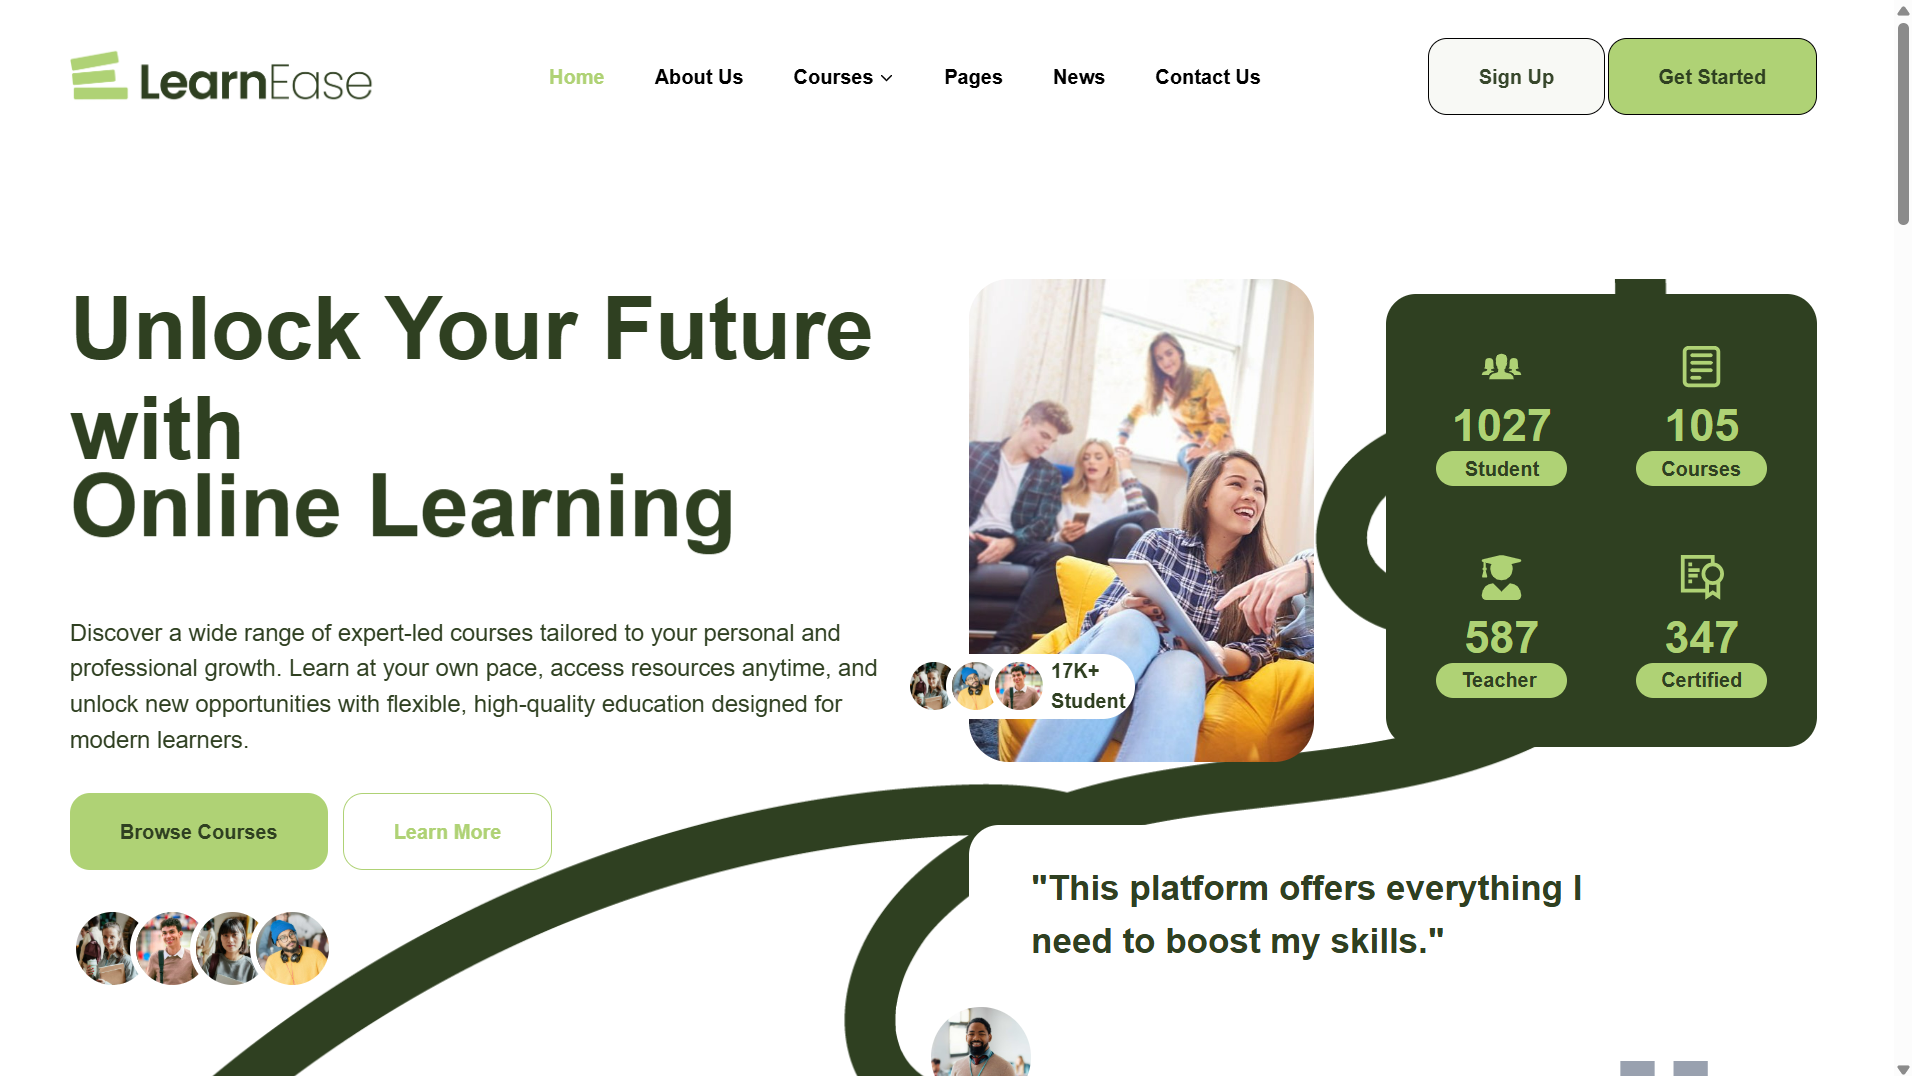 LearnEase
Home
About Us
Courses
Pages
News
Contact Us
Sign Up
Get Started
Unlock Your Future
with
Online Learning
Discover a wide range of expert-led courses tailored to your personal and
professional growth. Learn at your own pace, access resources anytime, and
unlock new opportunities with flexible, high-quality education designed for
modern learners.
Browse Courses
Learn More
17K+
Student
1027
Student
105
Courses
587
Teacher
347
Certified
"This platform offers everything I
need to boost my skills."